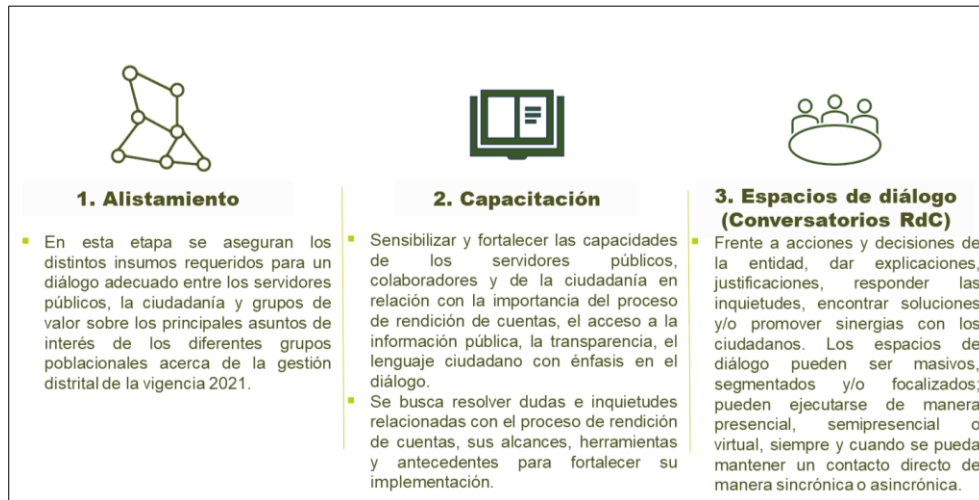 1. Alistamiento
▪ En esta etapa se aseguran los
distintos insumos requeridos para un
diálogo adecuado entre los servidores
públicos, la ciudadanía y grupos de
valor sobre los principales asuntos de
interés de los diferentes grupos
poblacionales acerca de la gestión
distrital de la vigencia 2021.
2. Capacitación
▪ Sensibilizar y fortalecer las capacidades
de los servidores públicos,
colaboradores y de la ciudadanía en
relación con la importancia del proceso
de rendición de cuentas, el acceso a la
información pública, la transparencia, el
lenguaje ciudadano con énfasis en el
diálogo.
▪ Se busca resolver dudas e inquietudes
relacionadas con el proceso de rendición
de cuentas, sus alcances, herramientas
y antecedentes para fortalecer su
implementación.
3. Espacios de diálogo
(Conversatorios RdC)
▪ Frente a acciones y decisiones de
la entidad, dar explicaciones,
justificaciones, responder las
inquietudes, encontrar soluciones
y/o promover sinergias con los
ciudadanos. Los espacios de
diálogo pueden ser masivos,
segmentados y/o focalizados;
pueden ejecutarse de manera
presencial, semipresencial o
virtual, siempre y cuando se pueda
mantener un contacto directo de
manera sincrónica o asincrónica.